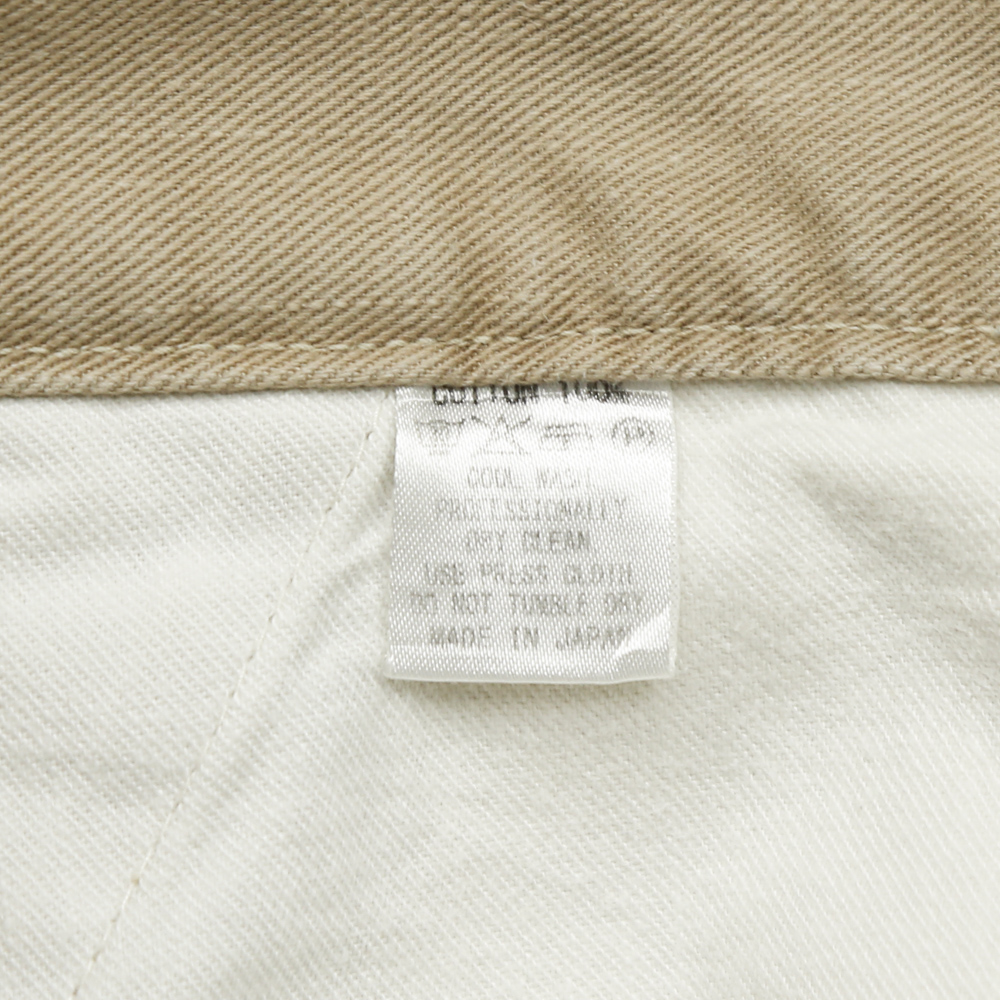 COTTON 100%
COOL WASH
PROFESSIONALLY
DRY CLEAN
USE PRESS CLOTH
DO NOT TUMBLE DRY
MADE IN JAPAN